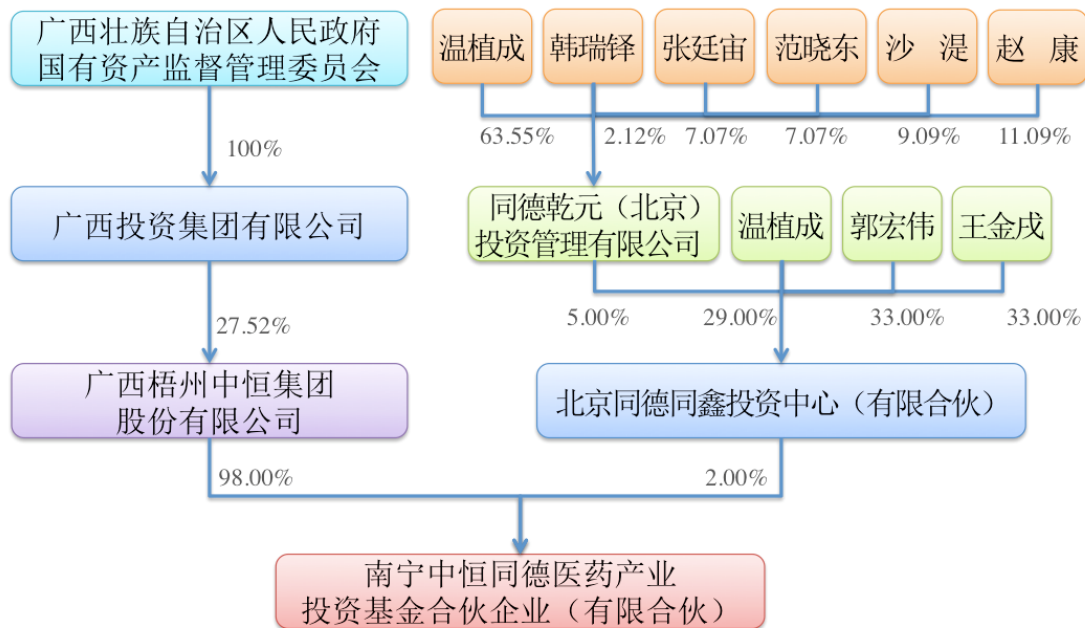 广西壮族自治区人民政府
国有资产监督管理委员会
温植成
韩瑞铎
张廷宙
范晓东
沙 湜
赵 康
63.55%
2.12%
7.07%
7.07%
9.09%
11.09%
100%
广西投资集团有限公司
同德乾元（北京）
投资管理有限公司
温植成
郭宏伟
王金戌
5.00%
29.00%
33.00%
33.00%
27.52%
广西梧州中恒集团
股份有限公司
北京同德同鑫投资中心（有限合伙）
98.00%
2.00%
南宁中恒同德医药产业
投资基金合伙企业（有限合伙）